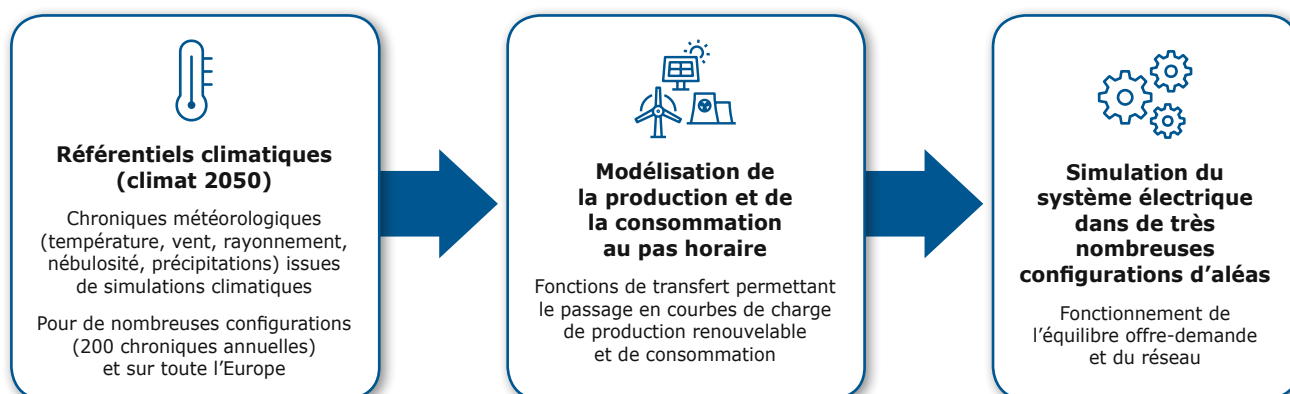 Référentiels climatiques
(climat 2050)
Chroniques météorologiques
(température, vent, rayonnement,
nébulosité, précipitations) issues
de simulations climatiques
Pour de nombreuses configurations
(200 chroniques annuelles)
et sur toute l’Europe
Modélisation de
la production et de
la consommation
au pas horaire
Fonctions de transfert permettant
le passage en courbes de charge
de production renouvelable
et de consommation
Simulation du
système électrique
dans de très
nombreuses
configurations d’aléas
Fonctionnement de
l’équilibre offre-demande
et du réseau